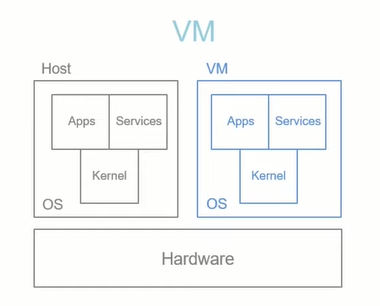 VM
Host
VM
Apps
Services
Kernel
OS
Apps
Services
Kernel
OS
Hardware